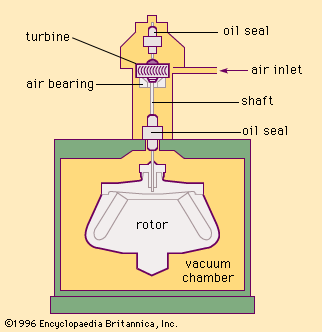 oil seal
turbine
air inlet
air bearing
shaft
oil seal
rotor
vacuum
chamber
©1996 Encyclopaedia Britannica, Inc.